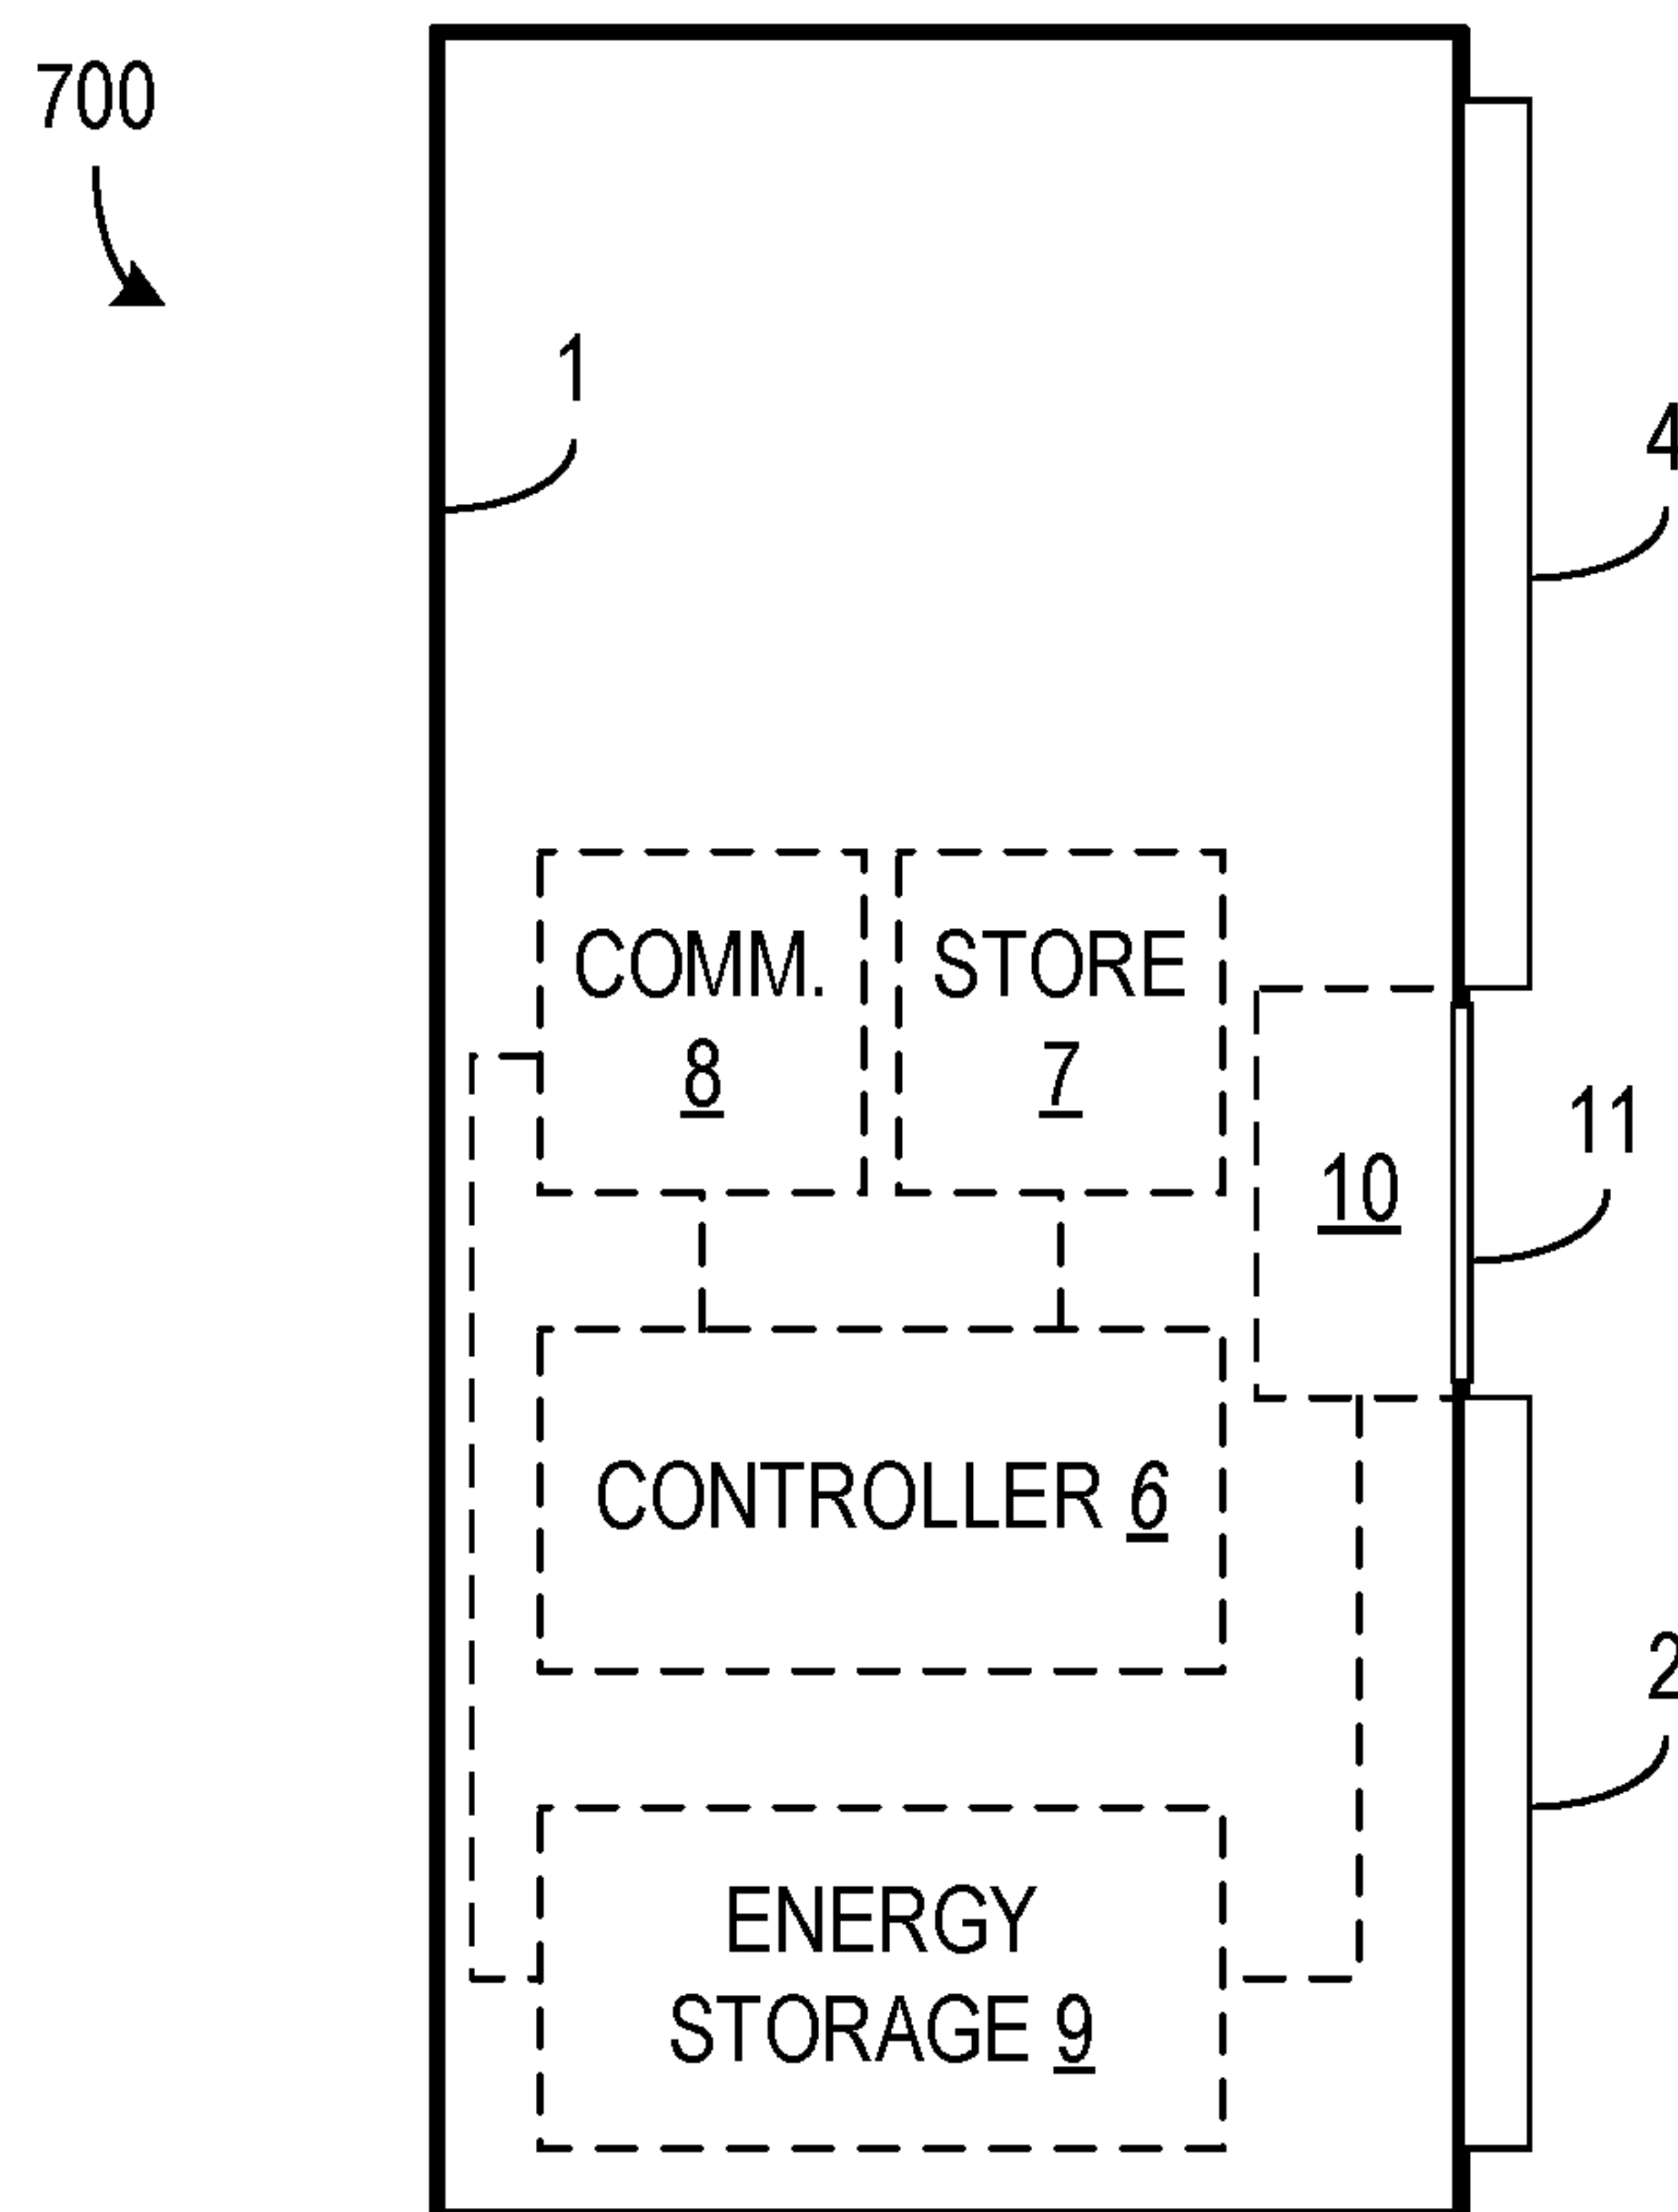 700
1
4
COMM.
8
STORE
7
11
10
CONTROLLER 6
2
ENERGY
STORAGE 9